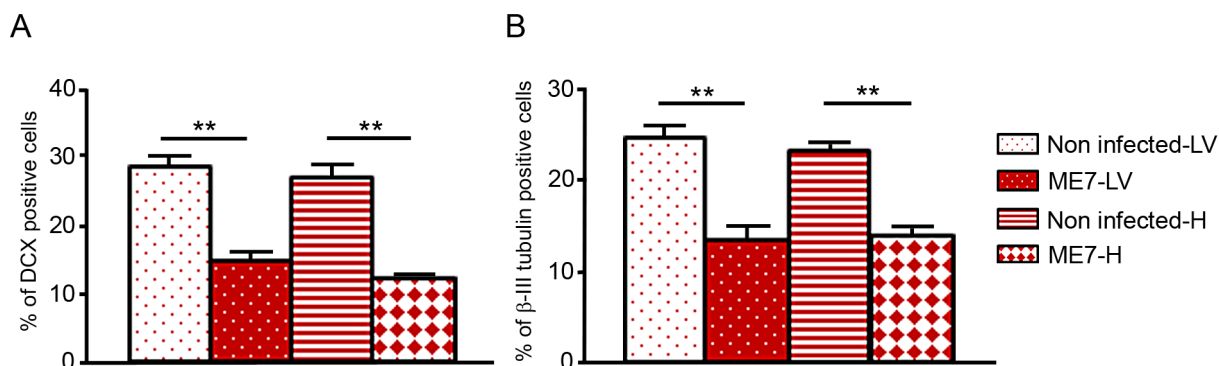 A
% of DCX positive cells
40
30
20
10
0
**
**
B
% of β-III tubulin positive cells
30
20
10
0
**
**
Non infected-LV
ME7-LV
Non infected-H
ME7-H